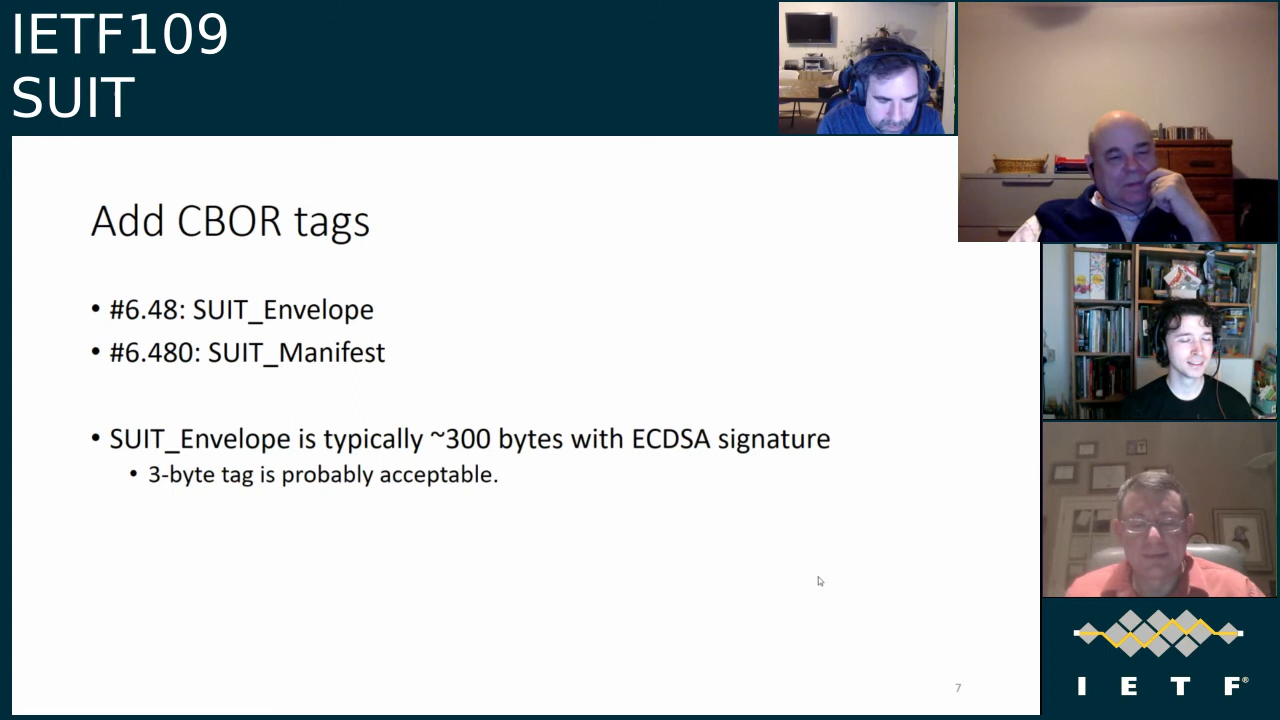 IETF109
SUIT
Add CBOR tags
• #6.48: SUIT_Envelope
• #6.480: SUIT_Manifest
• SUIT_Envelope is typically ~300 bytes with ECDSA signature
• 3-byte tag is probably acceptable.
7
I E T F®